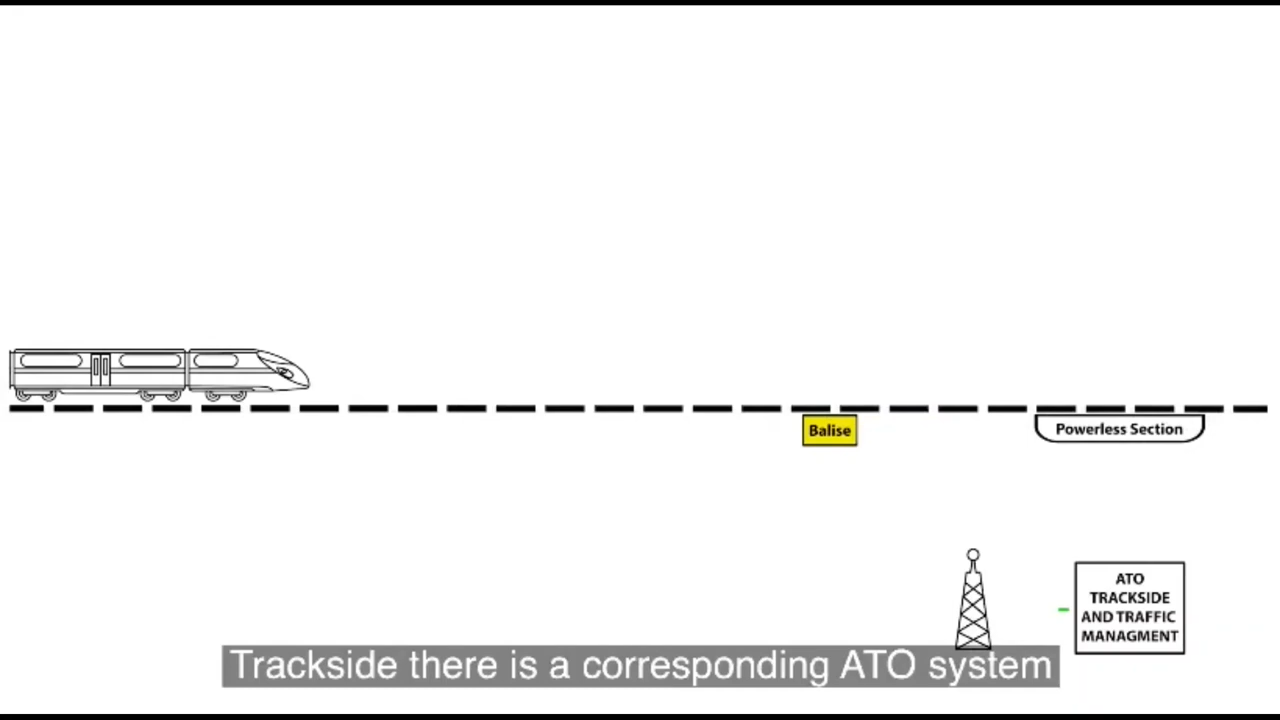 Balise
Powerless Section
ATO
TRACKSIDE
AND TRAFFIC
MANAGMENT
Trackside there is a corresponding ATO system